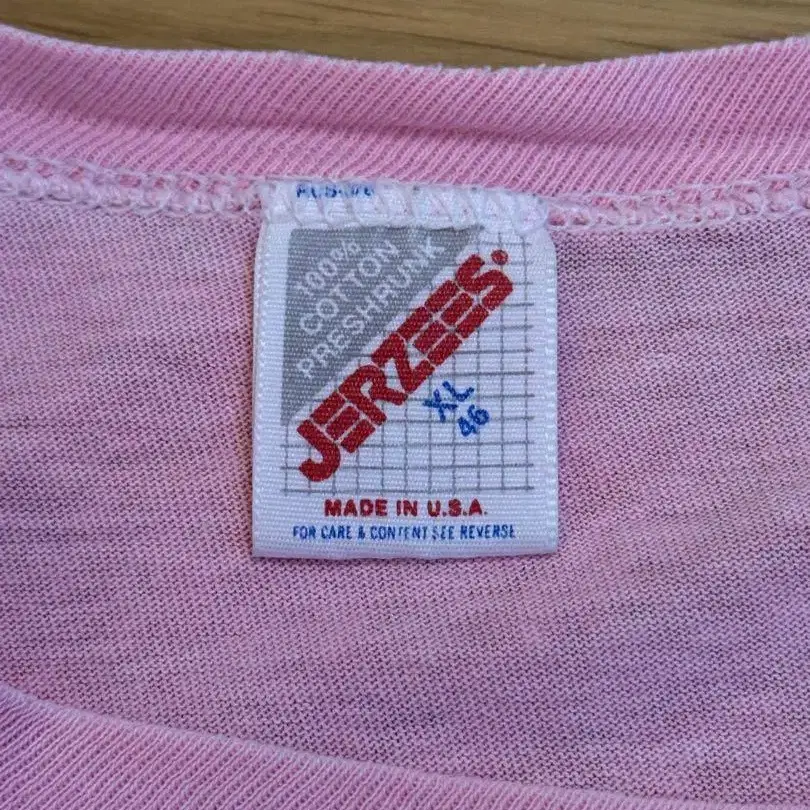 100%
COTTON
PRESHRUNK
JERZEES
XL
46
MADE IN U.S.A.
FOR CARE & CONTENT SEE REVERSE